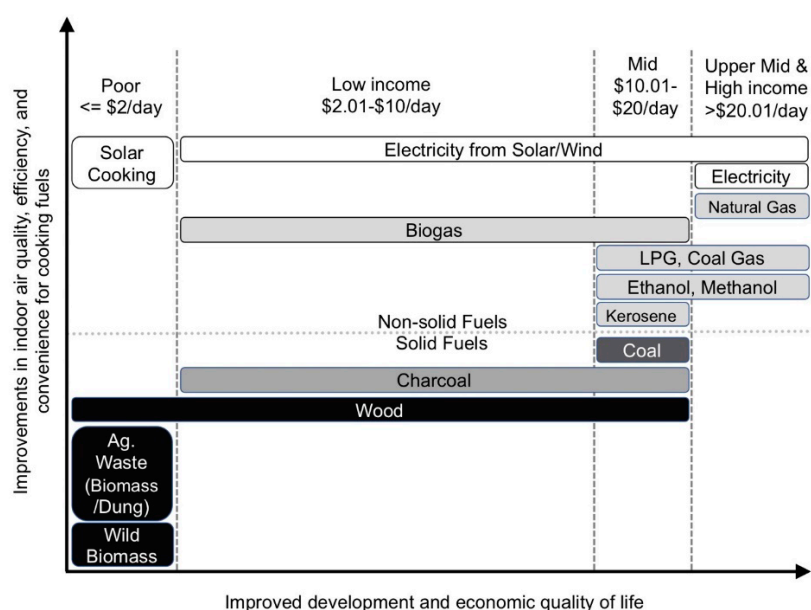 Poor
<= $2/day
Low income
$2.01-$10/day
Mid
$10.01-
$20/day
Upper Mid &
High income
>$20.01/day
Solar
Cooking
Electricity from Solar/Wind
Electricity
Natural Gas
Biogas
LPG, Coal Gas
Ethanol, Methanol
Kerosene
Non-solid Fuels
Solid Fuels
Coal
Charcoal
Wood
Ag.
Waste
(Biomass
/Dung)
Wild
Biomass
Improvements in indoor air quality, efficiency, and
convenience for cooking fuels
Improved development and economic quality of life